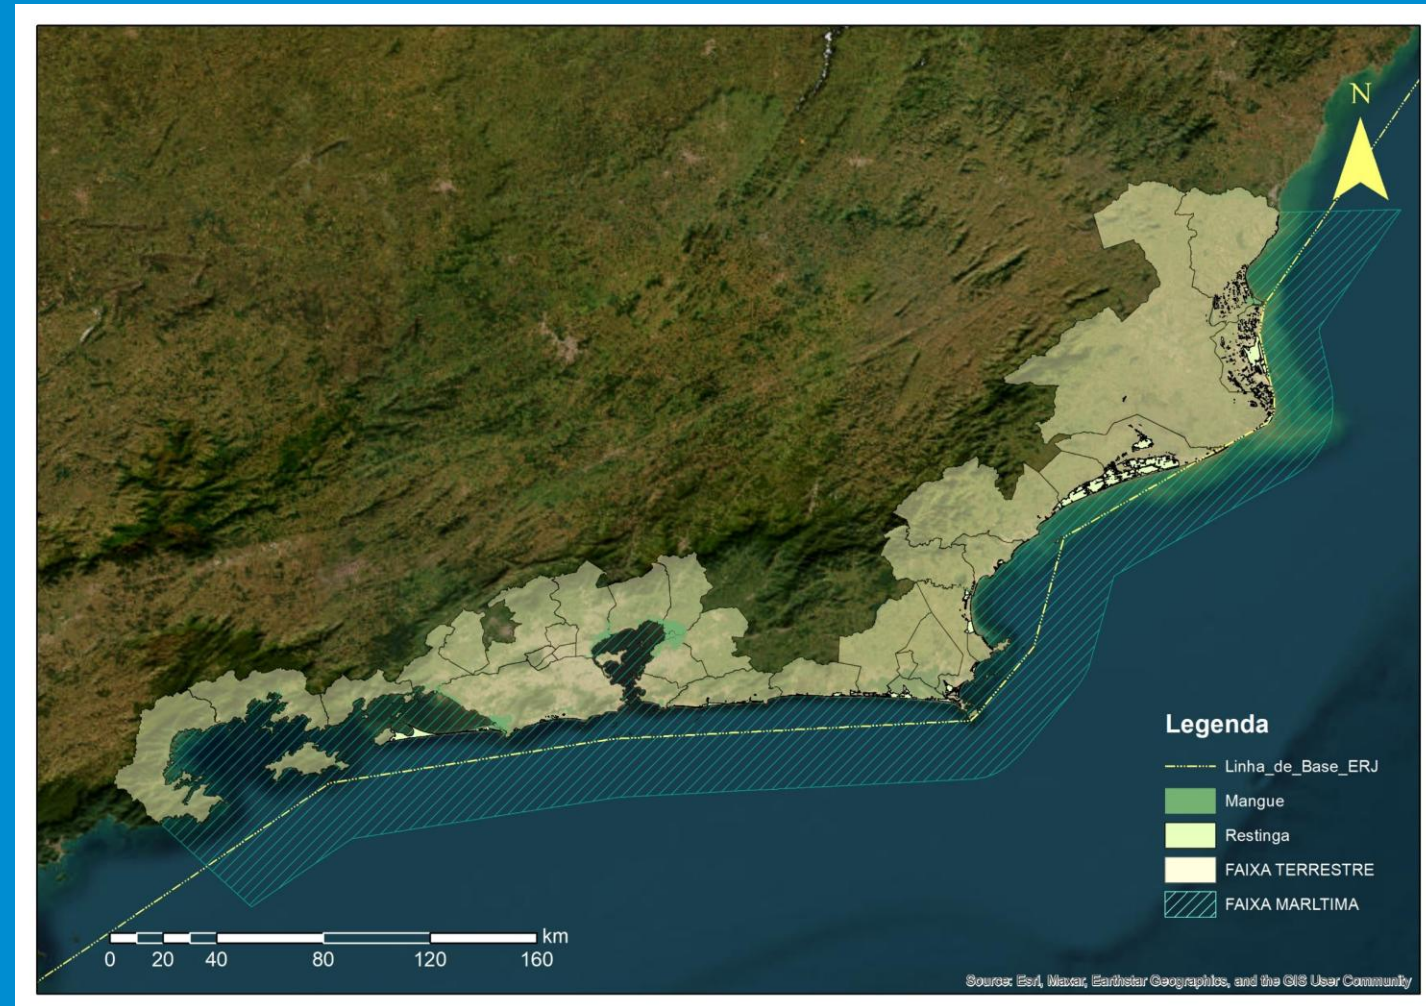 N
Legenda
Linha_de_Base_ERJ
Mangue
Restinga
FAIXA TERRESTRE
FAIXA MARLTIMA
km
0 20 40 80 120 160
Source: Esri, Maxar, Earthstar Geographics, and the GIS User Community